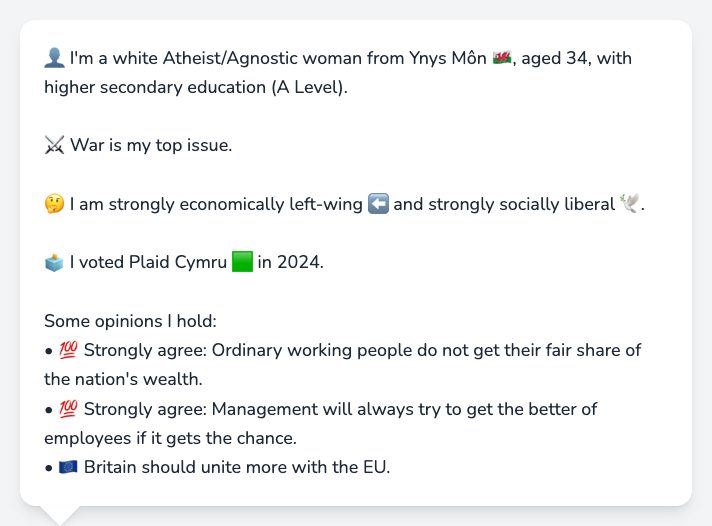 👤 I'm a white Atheist/Agnostic woman from Ynys Môn 🏴󠁧󠁢󠁷󠁬󠁳󠁿, aged 34, with
higher secondary education (A Level).
⚔️ War is my top issue.
🤔 I am strongly economically left-wing ⬅️ and strongly socially liberal 🕊️.
🗳️ I voted Plaid Cymru 🟩 in 2024.
Some opinions I hold:
• 💯 Strongly agree: Ordinary working people do not get their fair share of
the nation's wealth.
• 💯 Strongly agree: Management will always try to get the better of
employees if it gets the chance.
• 🇪🇺 Britain should unite more with the EU.